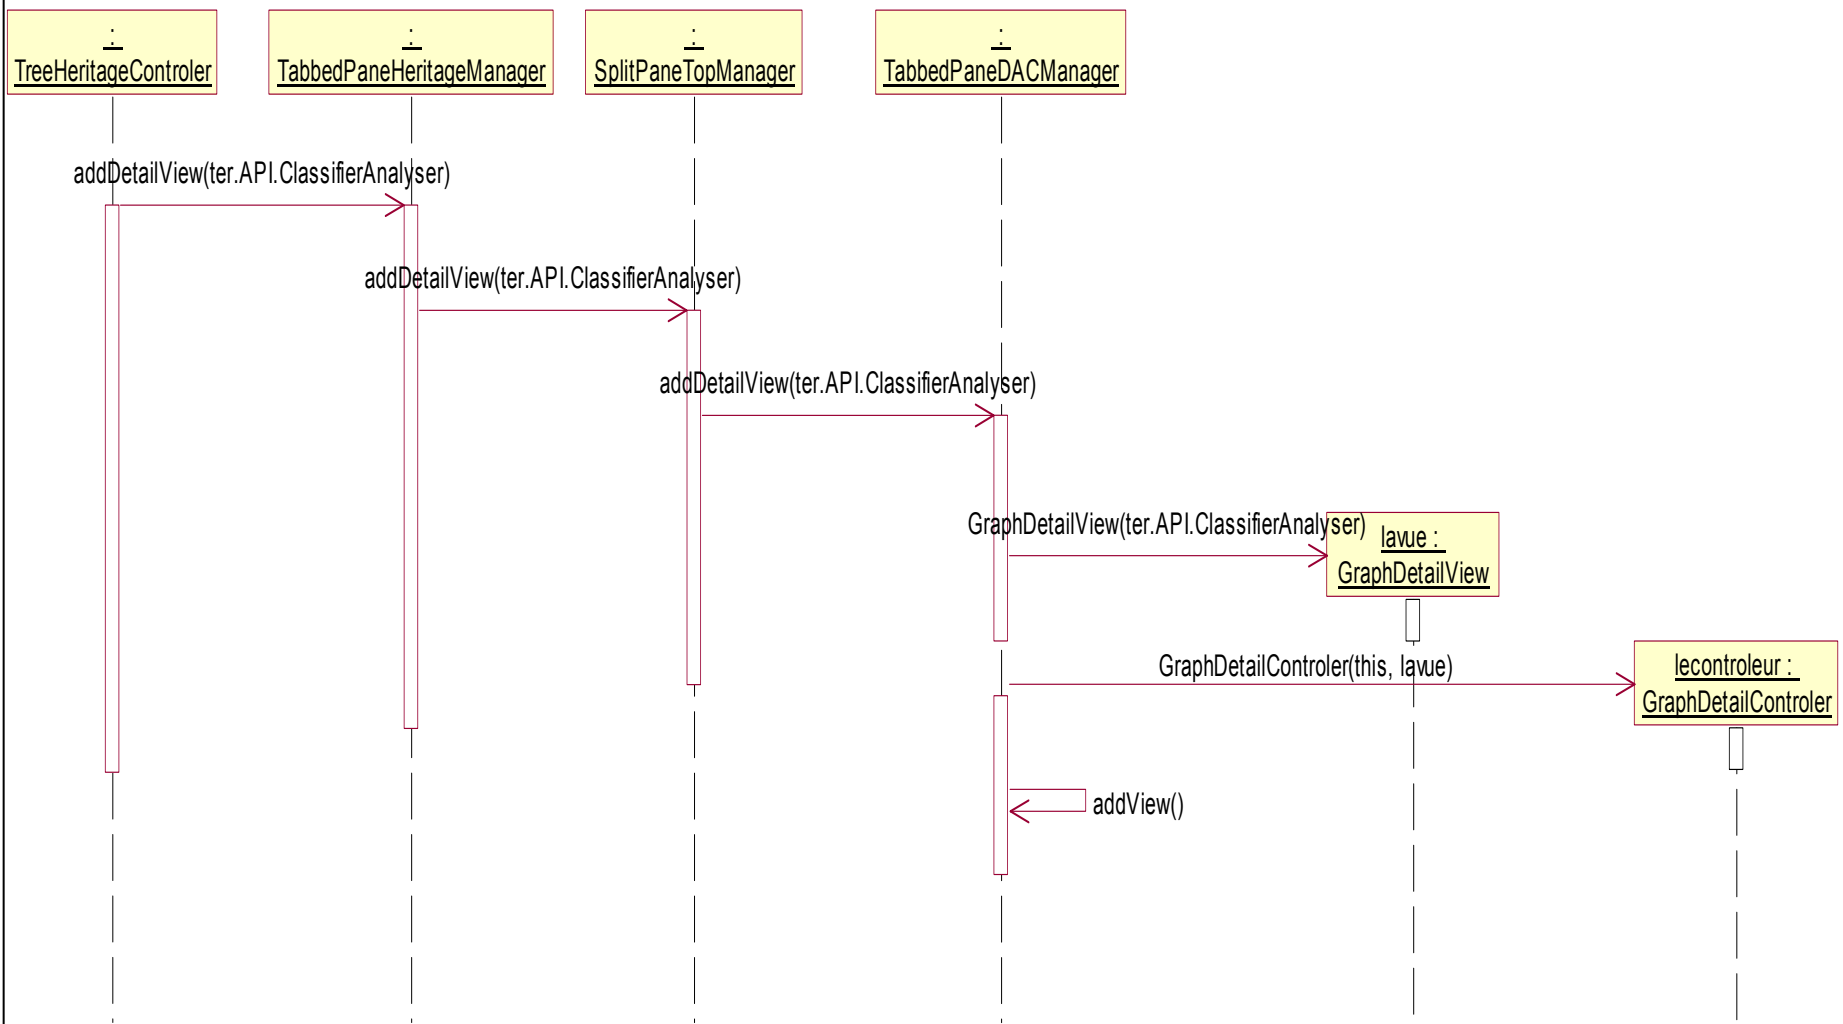 :
TreeHeritageControler
:
TabbedPaneHeritageManager
:
SplitPaneTopManager
:
TabbedPaneDACManager
addDetailView(ter.API.ClassifierAnalyser)
addDetailView(ter.API.ClassifierAnalyser)
addDetailView(ter.API.ClassifierAnalyser)
GraphDetailView(ter.API.ClassifierAnalyser)
lavue :
GraphDetailView
GraphDetailControler(this, lavue)
lecontroleur :
GraphDetailControler
addView()